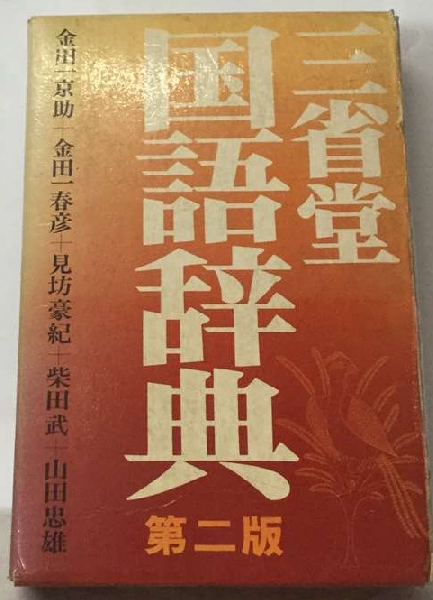 三省堂
国語辞典
第二版
金田一京助＋金田一春彦＋見坊豪紀＋柴田武＋山田忠雄